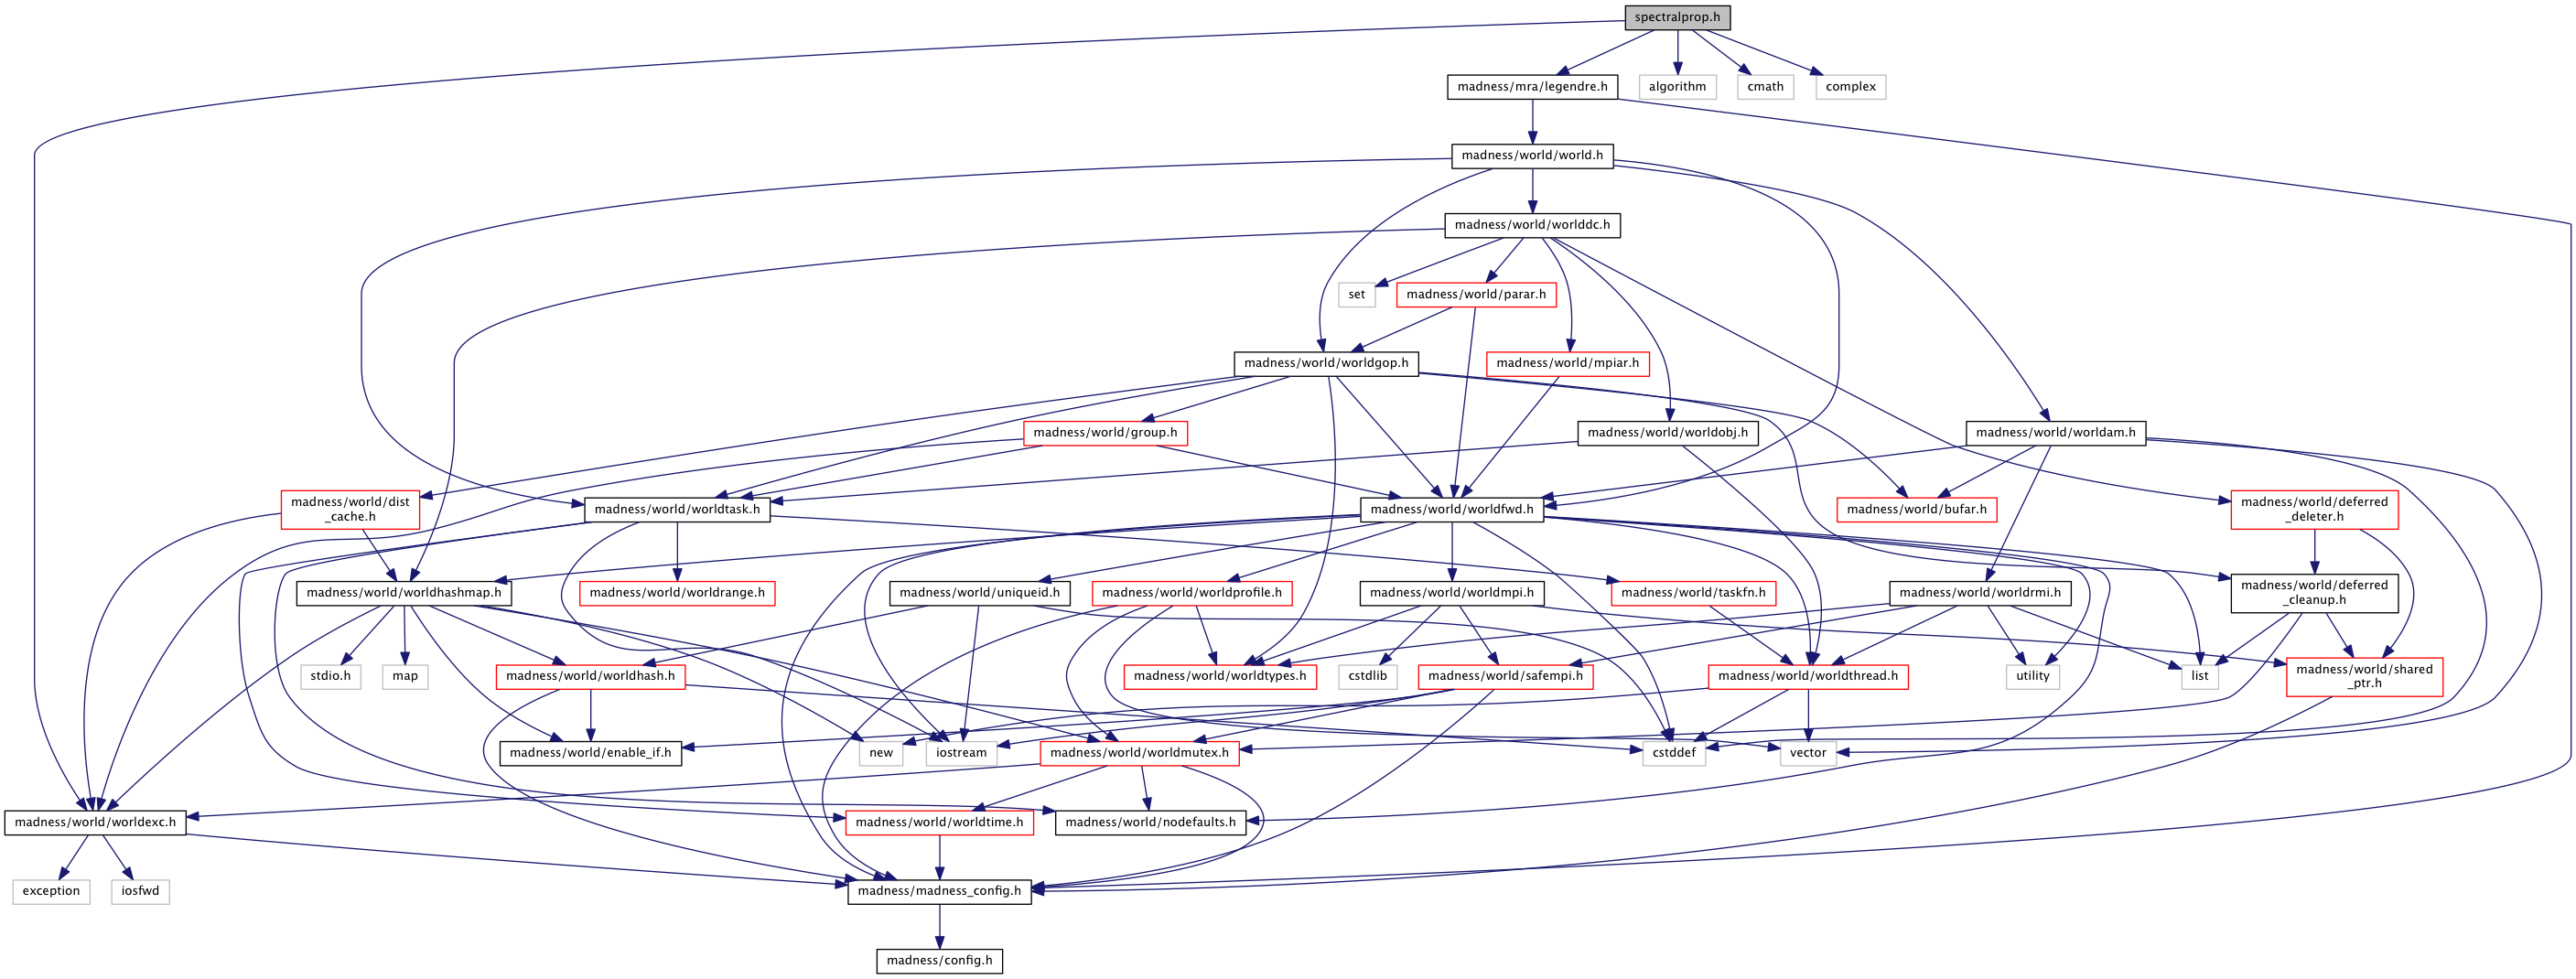 spectralprop.h
madness/mra/legendre.h
algorithm
cmath
complex
madness/world/world.h
madness/world/worlddc.h
set
madness/world/parar.h
madness/world/worldgop.h
madness/world/mpiar.h
madness/world/group.h
madness/world/worldobj.h
madness/world/worldam.h
madness/world/dist
_cache.h
madness/world/worldtask.h
madness/world/worldfwd.h
madness/world/bufar.h
madness/world/deferred
_deleter.h
madness/world/worldhashmap.h
madness/world/worldrange.h
madness/world/uniqueid.h
madness/world/worldprofile.h
madness/world/worldmpi.h
madness/world/taskfn.h
madness/world/worldrmi.h
madness/world/deferred
_cleanup.h
stdio.h
map
madness/world/worldhash.h
madness/world/worldtypes.h
cstdlib
madness/world/safempi.h
madness/world/worldthread.h
utility
list
madness/world/shared
_ptr.h
madness/world/enable_if.h
new
iostream
madness/world/worldmutex.h
cstddef
vector
madness/world/worldexc.h
madness/world/worldtime.h
madness/world/nodefaults.h
exception
iosfwd
madness/madness_config.h
madness/config.h